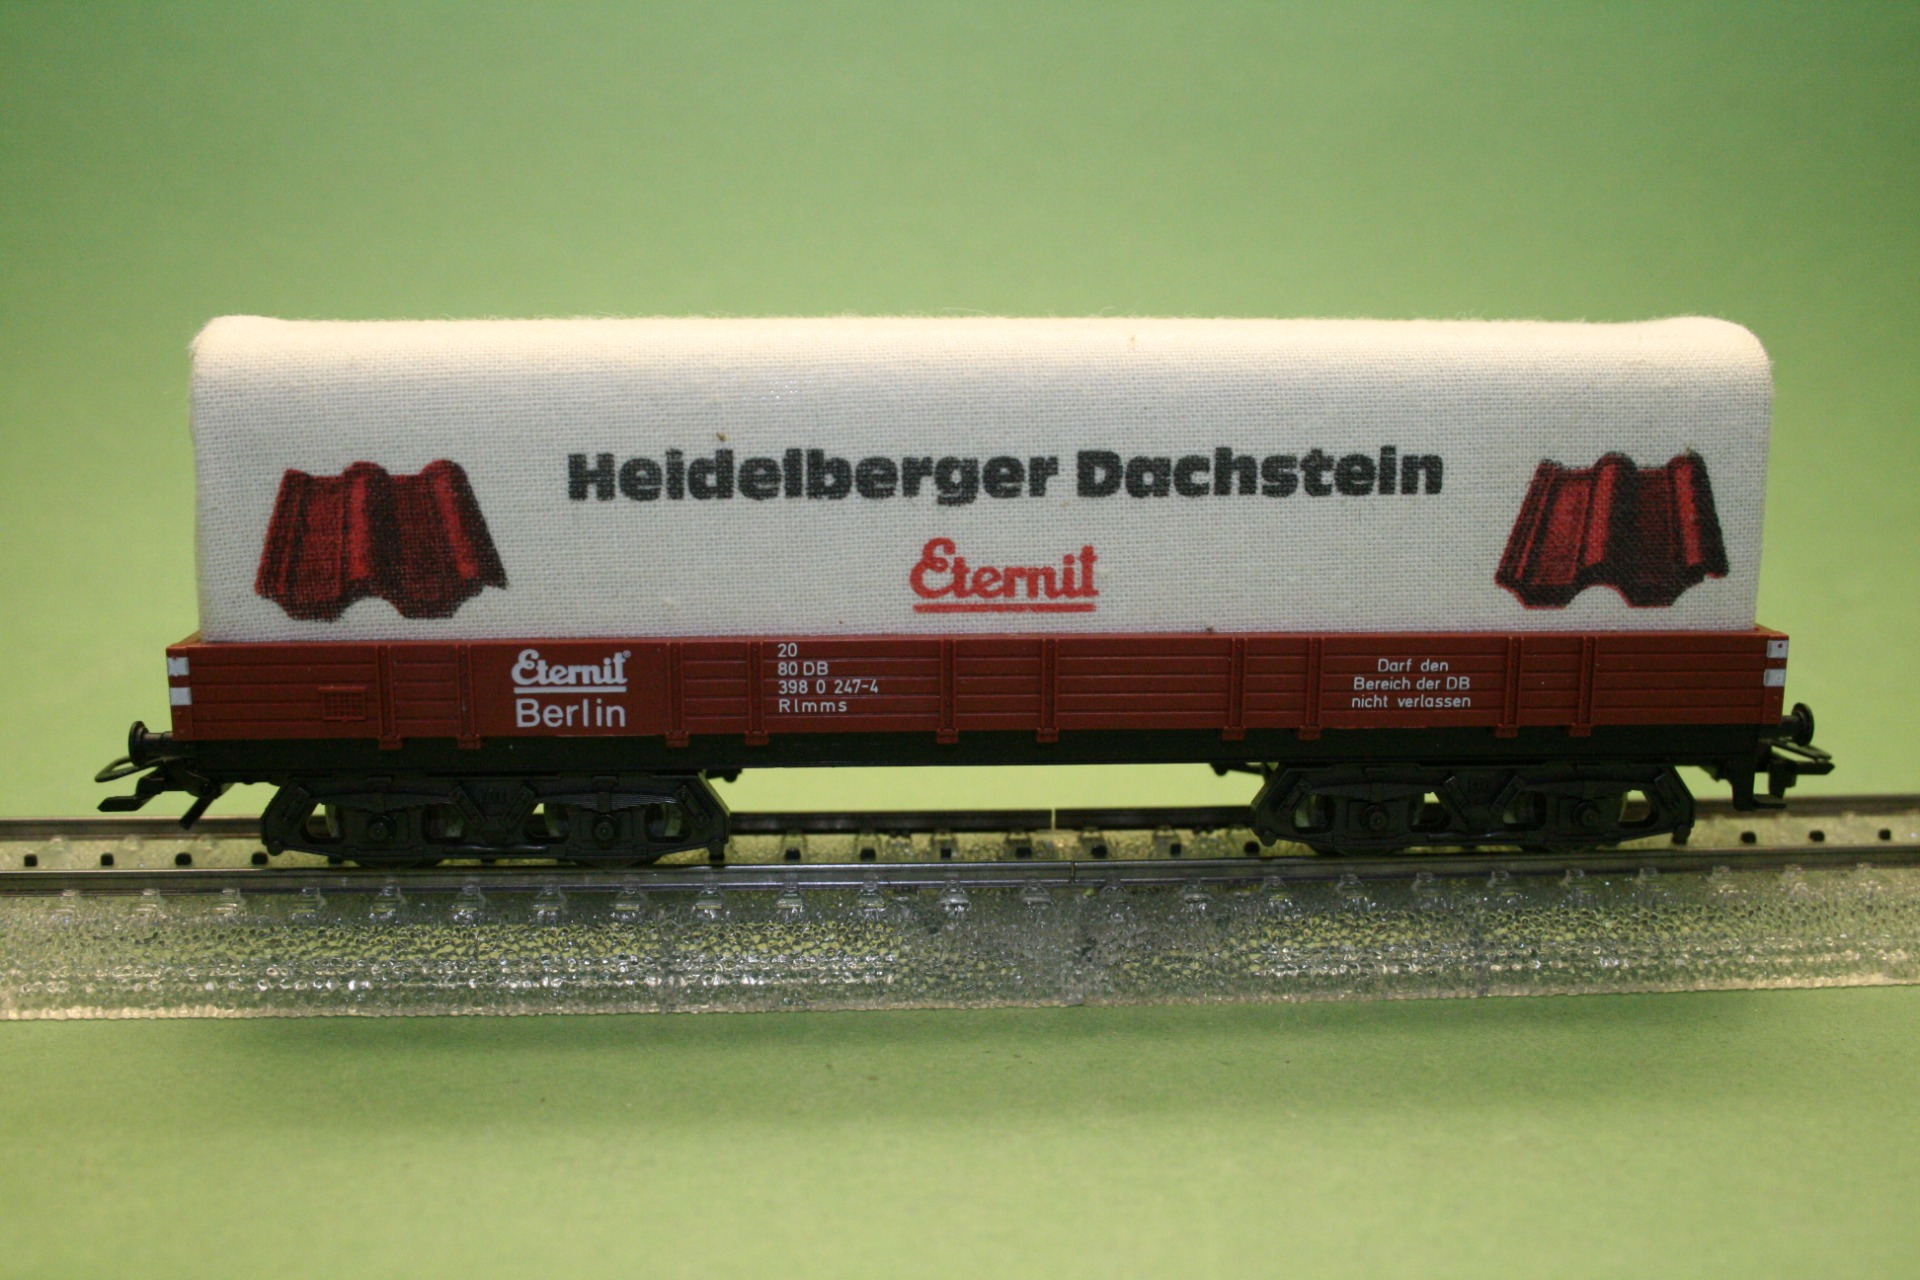 Heidelberger Dachstein
Eternit
Eternit®
Berlin
20
80 DB
398 0 247-4
Rlmms
Darf den
Bereich der DB
nicht verlassen